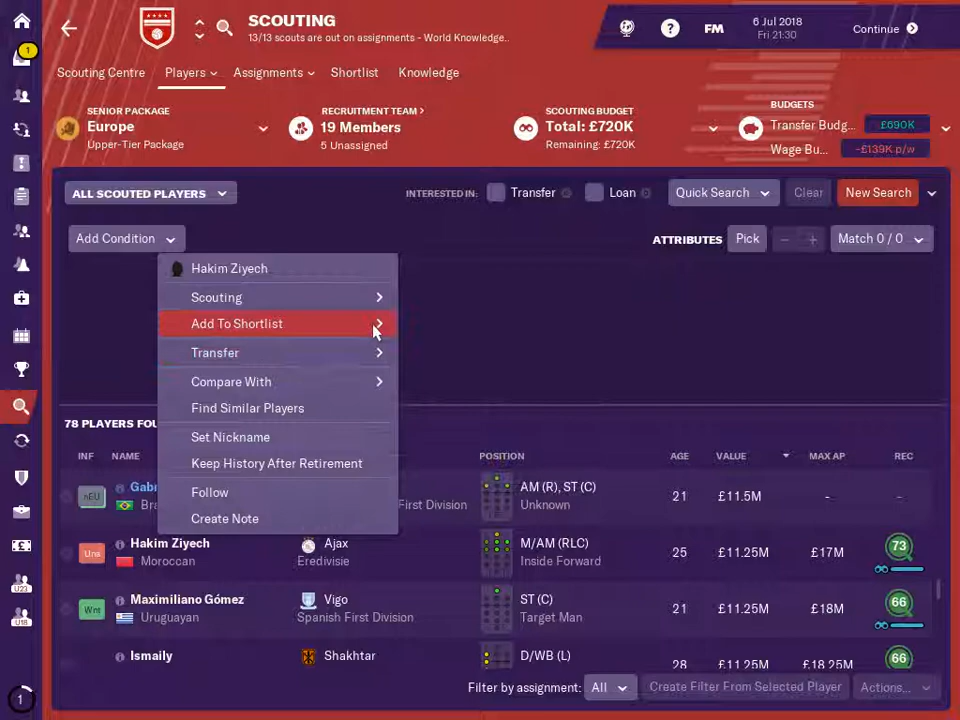 SCOUTING
13/13 scouts are out on assignments - World Knowledge..
6 Jul 2018
Fri 21:30
FM
?
Continue
1
Scouting Centre
Players
Assignments
Shortlist
Knowledge
SENIOR PACKAGE
Europe
Upper-Tier Package
RECRUITMENT TEAM >
19 Members
5 Unassigned
SCOUTING BUDGET
Total: £720K
Remaining: £720K
BUDGETS
Transfer Budg... £690K
Wage Bu... -£139K p/w
ALL SCOUTED PLAYERS
INTERESTED IN: Transfer Loan Quick Search Clear New Search
Add Condition
ATTRIBUTES Pick - + Match 0 / 0
Hakim Ziyech
Scouting
Add To Shortlist
Transfer
Compare With
Find Similar Players
Set Nickname
Keep History After Retirement
Follow
Create Note
78 PLAYERS FOU
INF NAME POSITION AGE VALUE MAX AP REC
nEU Gab AM (R), ST (C) 21 £11.5M - -
Bra First Division Unknown
Uns Hakim Ziyech Ajax M/AM (RLC) 25 £11.25M £17M 73
Moroccan Eredivisie Inside Forward
Wnt Maximiliano Gómez Vigo ST (C) 21 £11.25M £18M 66
Uruguayan Spanish First Division Target Man
Ismaily Shakhtar D/WB (L) 28 £11.25M £18.25M 66
Filter by assignment: All Create Filter From Selected Player Actions...
U23
U18
1